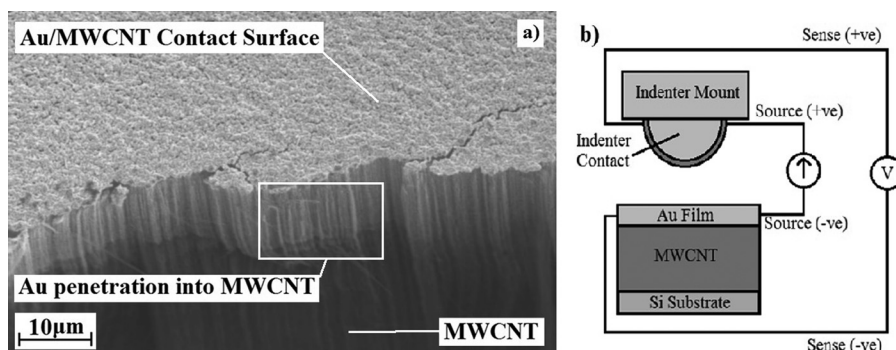 Au/MWCNT Contact Surface
a)
Au penetration into MWCNT
10μm
MWCNT
b)
Sense (+ve)
Indenter Mount
Source (+ve)
Indenter
Contact
V
Au Film
Source (-ve)
MWCNT
Si Substrate
Sense (-ve)